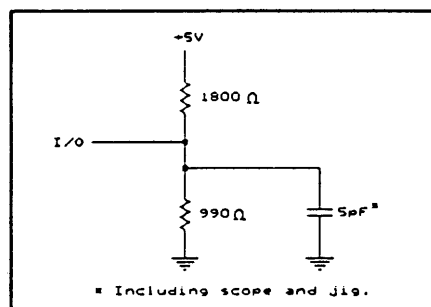 +5V
1800 Ω
I/O
990 Ω
5pF*
* Including scope and jig.